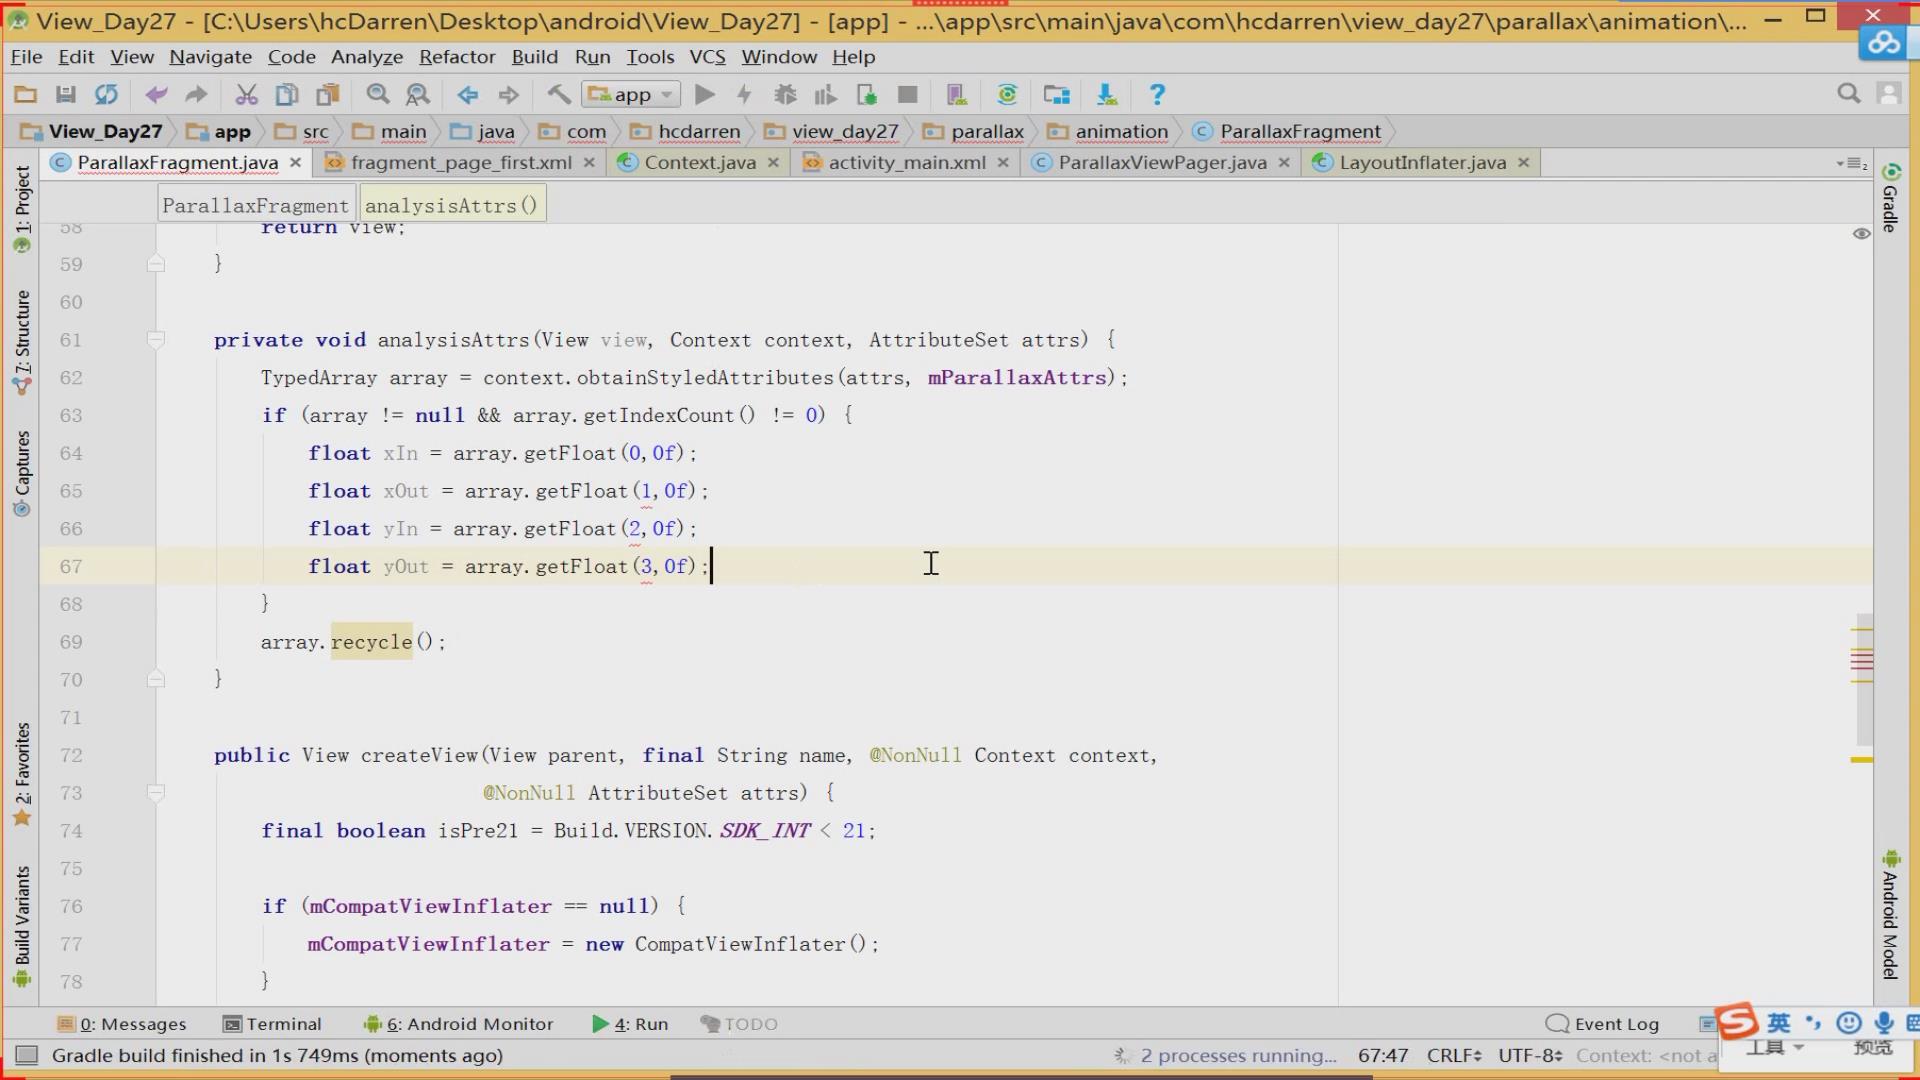 View_Day27 - [C:\Users\hcDarren\Desktop\android\View_Day27] - [app] - ...\app\src\main\java\com\hcdarren\view_day27\parallax\animation\...
File Edit View Navigate Code Analyze Refactor Build Run Tools VCS Window Help
app
View_Day27 app src main java com hcdarren view_day27 parallax animation ParallaxFragment
ParallaxFragment.java fragment_page_first.xml Context.java activity_main.xml ParallaxViewPager.java LayoutInflater.java
ParallaxFragment analysisAttrs()
58 return view;
59 }
60
61 private void analysisAttrs(View view, Context context, AttributeSet attrs) {
62 TypedArray array = context.obtainStyledAttributes(attrs, mParallaxAttrs);
63 if (array != null && array.getIndexCount() != 0) {
64 float xIn = array.getFloat(0,0f);
65 float xOut = array.getFloat(1,0f);
66 float yIn = array.getFloat(2,0f);
67 float yOut = array.getFloat(3,0f);
68 }
69 array.recycle();
70 }
71
72 public View createView(View parent, final String name, @NonNull Context context,
73 @NonNull AttributeSet attrs) {
74 final boolean isPre21 = Build.VERSION.SDK_INT < 21;
75
76 if (mCompatViewInflater == null) {
77 mCompatViewInflater = new CompatViewInflater();
78 }
1: Project
7: Structure
Captures
2: Favorites
Build Variants
Gradle
Android Model
0: Messages Terminal 6: Android Monitor 4: Run TODO Event Log
英
Gradle build finished in 1s 749ms (moments ago) 2 processes running... 67:47 CRLF UTF-8 Context: <not a
工具 预览